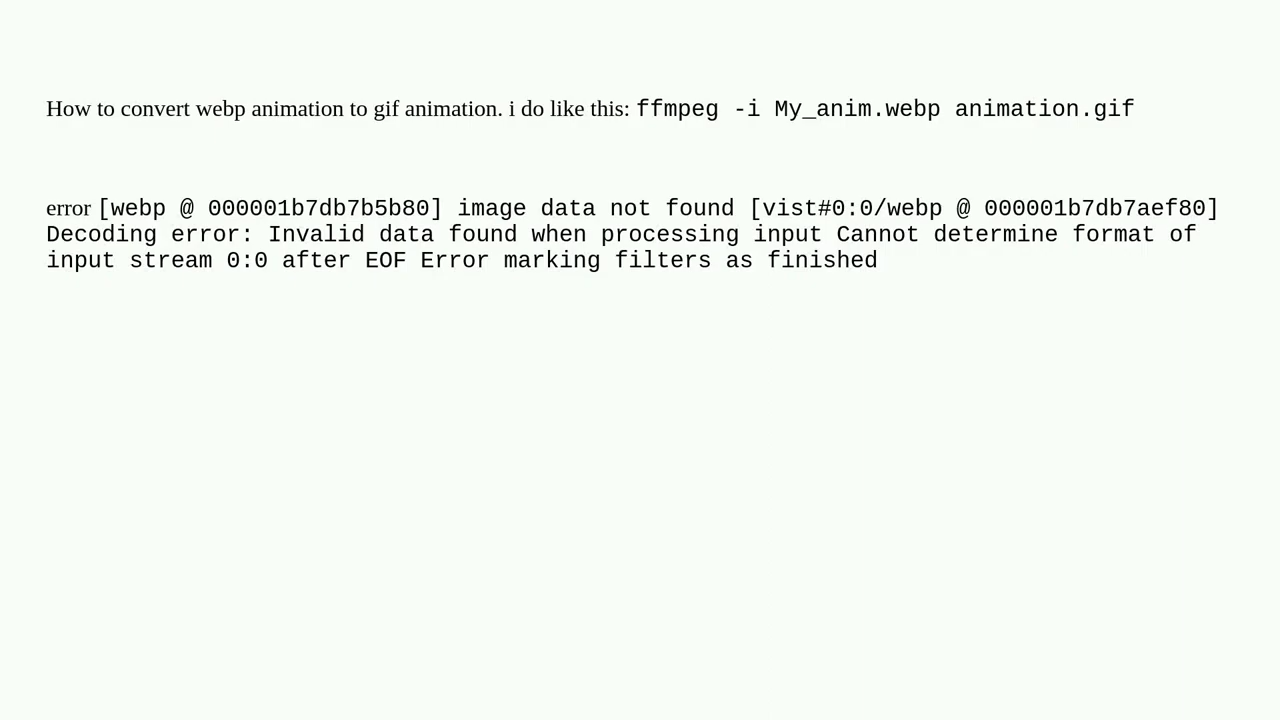 How to convert webp animation to gif animation. i do like this: ffmpeg -i My_anim.webp animation.gif
error [webp @ 000001b7db7b5b80] image data not found [vist#0:0/webp @ 000001b7db7aef80]
Decoding error: Invalid data found when processing input Cannot determine format of
input stream 0:0 after EOF Error marking filters as finished